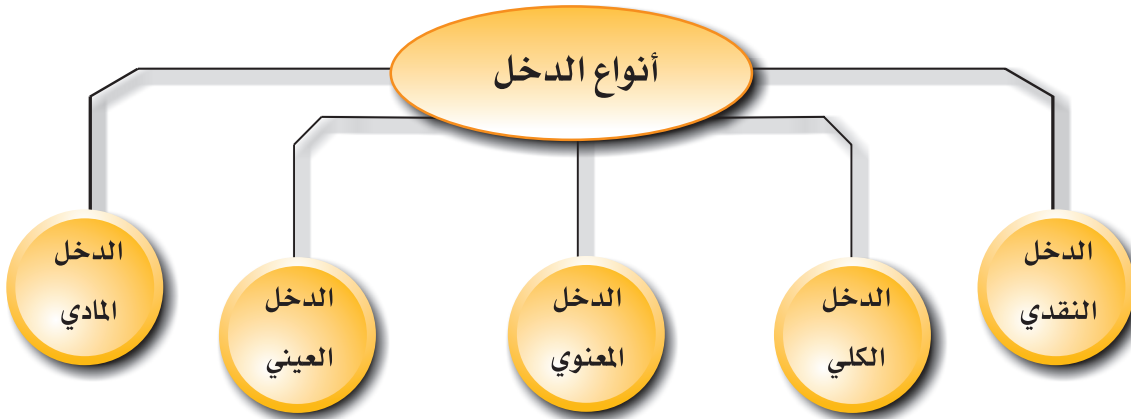 أنواع الدخل
الدخل
النقدي
الدخل
الكلي
الدخل
المعنوي
الدخل
العيني
الدخل
المادي